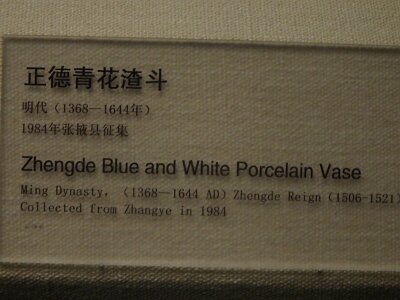 正德青花渣斗
明代（1368—1644年）
1984年张掖县征集
Zhengde Blue and White Porcelain Vase
Ming Dynasty, （1368—1644 AD）Zhengde Reign (1506-1521)
Collected from Zhangye in 1984